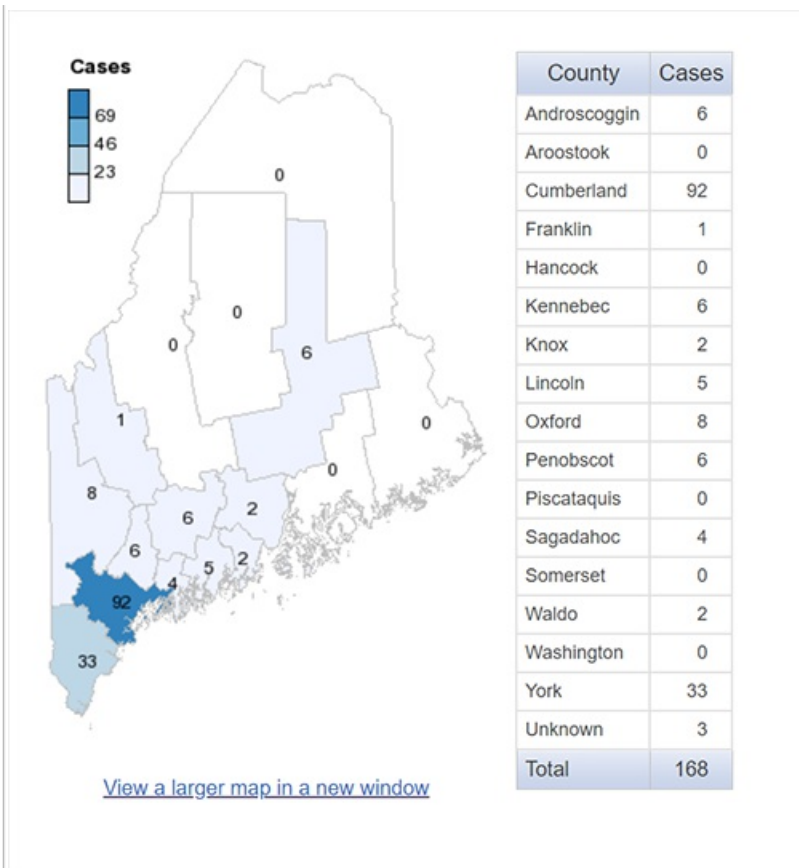 Cases
69
46
23
0
0
0
6
1
0
0
8
6
2
6
5
2
4
92
33
View a larger map in a new window
County Cases
Androscoggin 6
Aroostook 0
Cumberland 92
Franklin 1
Hancock 0
Kennebec 6
Knox 2
Lincoln 5
Oxford 8
Penobscot 6
Piscataquis 0
Sagadahoc 4
Somerset 0
Waldo 2
Washington 0
York 33
Unknown 3
Total 168